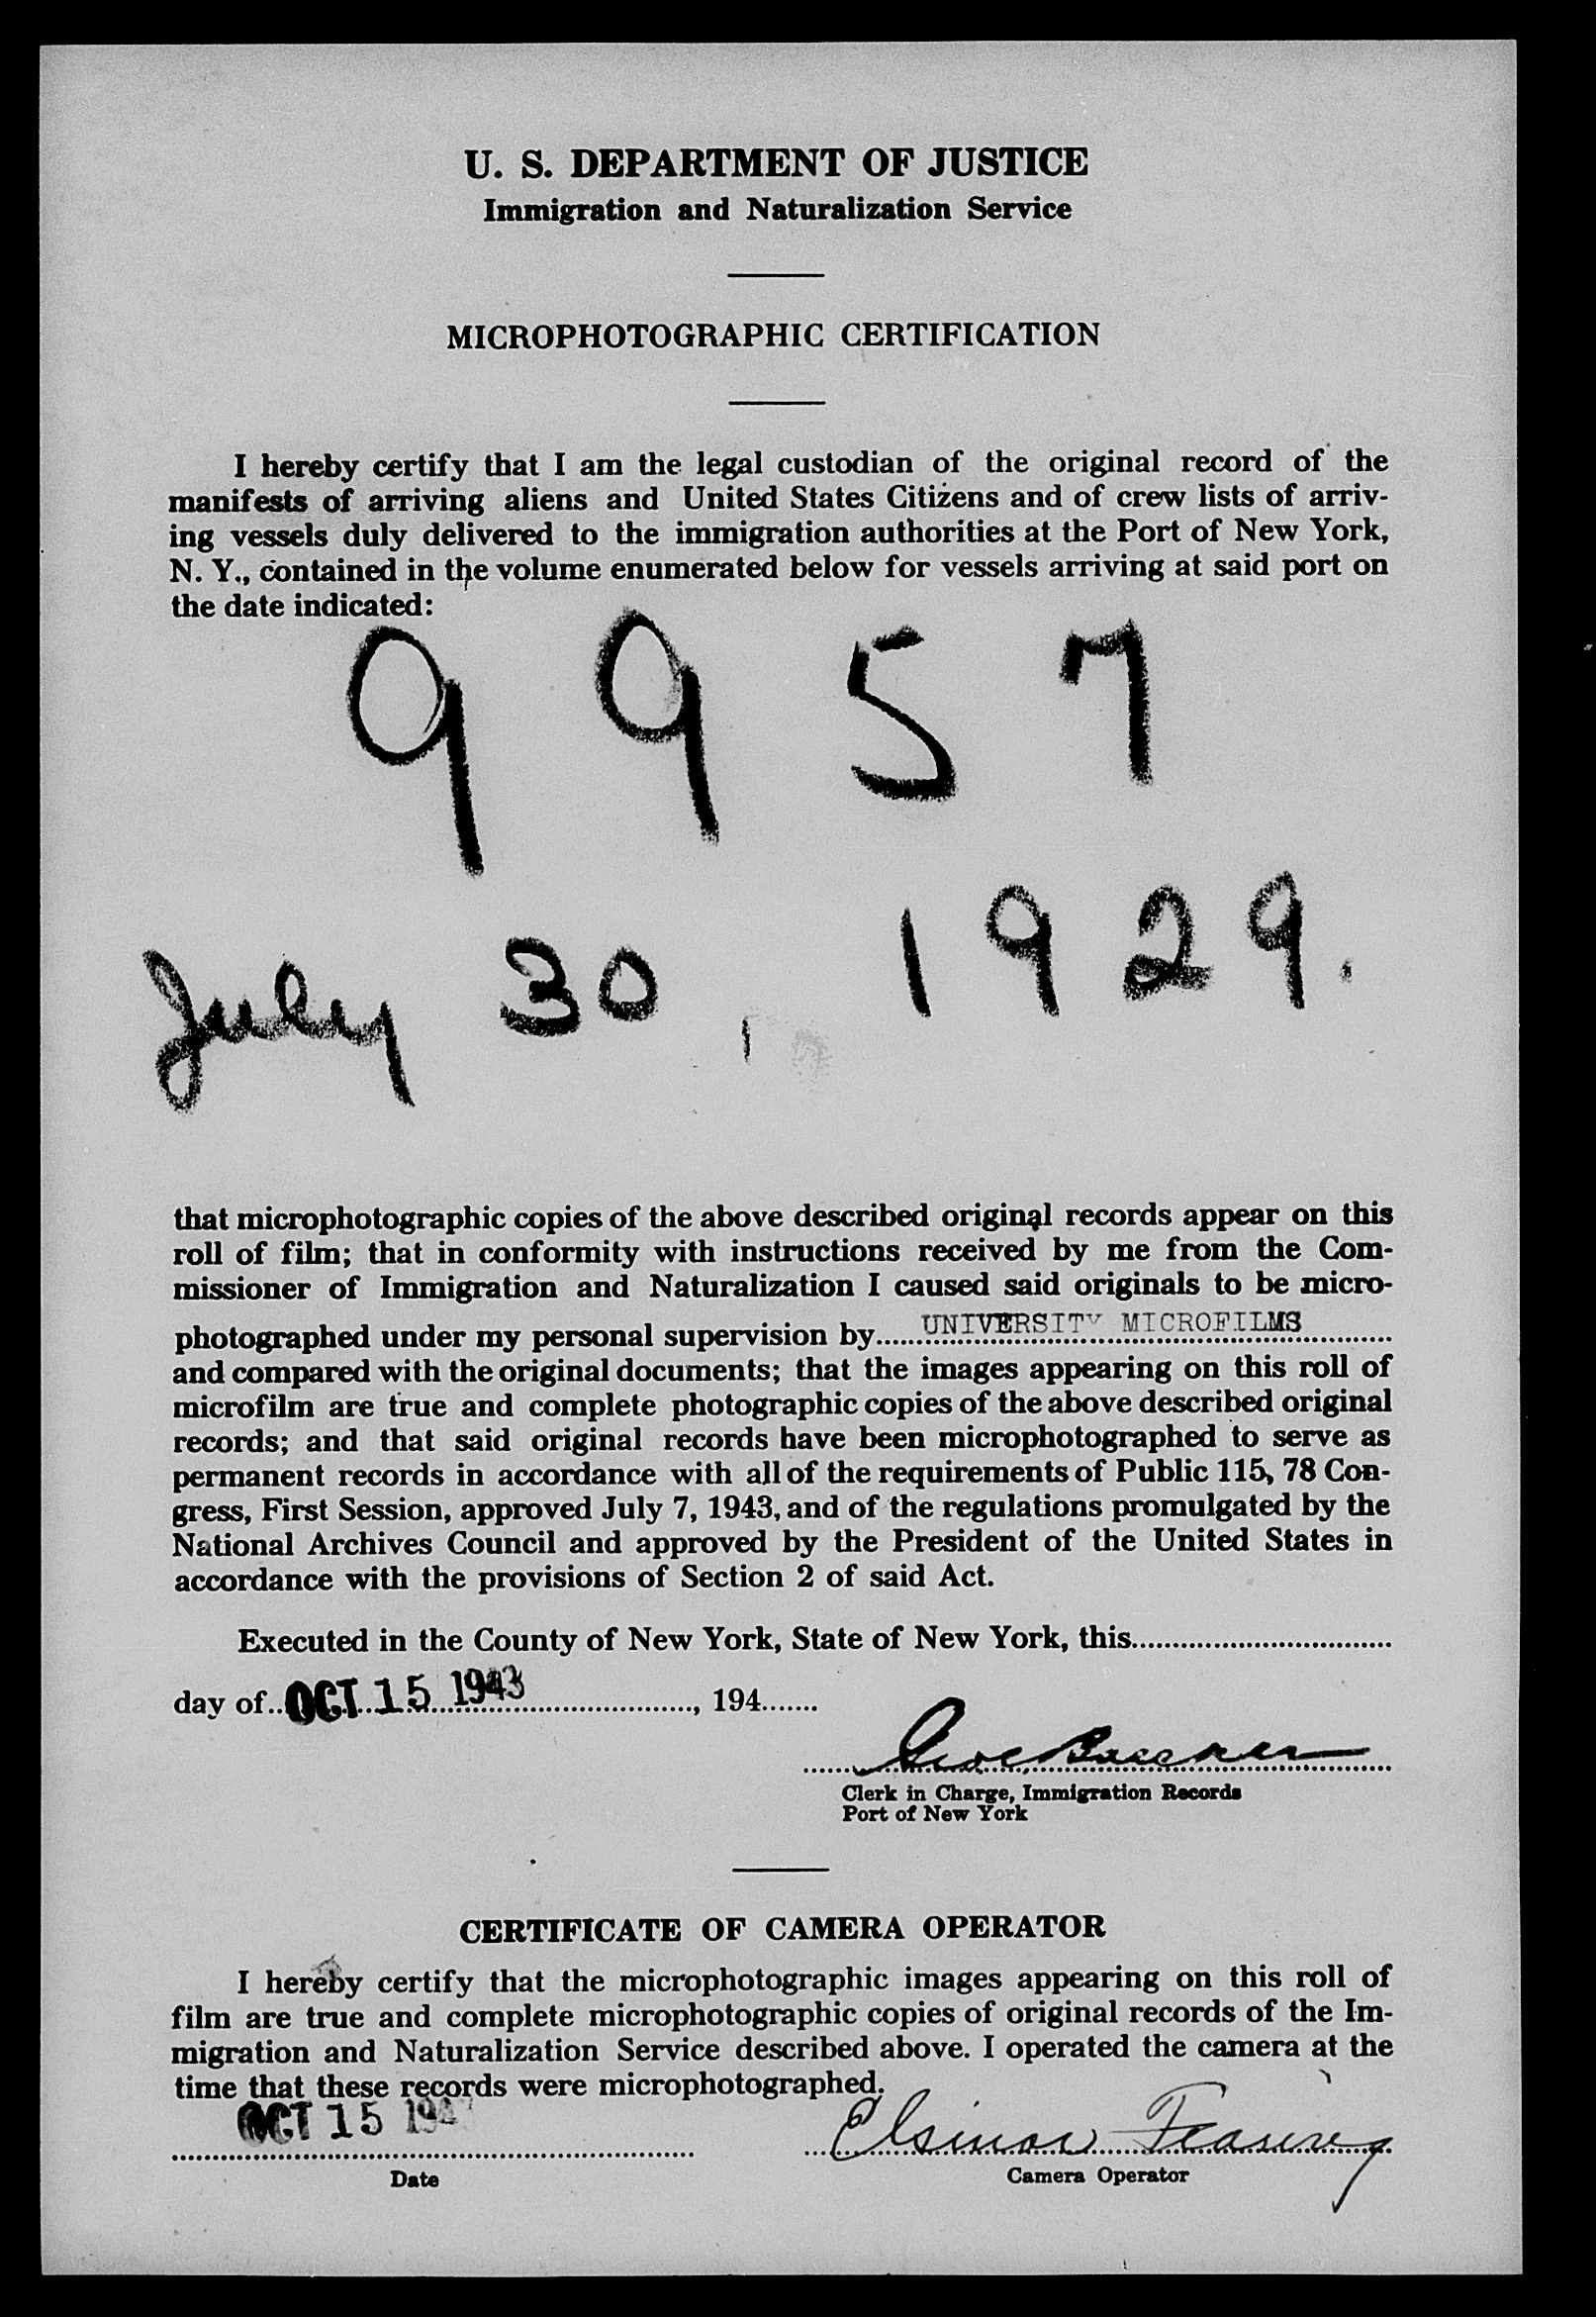 U. S. DEPARTMENT OF JUSTICE
Immigration and Naturalization Service
MICROPHOTOGRAPHIC CERTIFICATION
I hereby certify that I am the legal custodian of the original record of the
manifests of arriving aliens and United States Citizens and of crew lists of arriv-
ing vessels duly delivered to the immigration authorities at the Port of New York,
N. Y., contained in the volume enumerated below for vessels arriving at said port on
the date indicated:
9957
July 30, 1929.
that microphotographic copies of the above described original records appear on this
roll of film; that in conformity with instructions received by me from the Com-
missioner of Immigration and Naturalization I caused said originals to be micro-
photographed under my personal supervision by UNIVERSITY MICROFILMS
and compared with the original documents; that the images appearing on this roll of
microfilm are true and complete photographic copies of the above described original
records; and that said original records have been microphotographed to serve as
permanent records in accordance with all of the requirements of Public 115, 78 Con-
gress, First Session, approved July 7, 1943, and of the regulations promulgated by the
National Archives Council and approved by the President of the United States in
accordance with the provisions of Section 2 of said Act.
Executed in the County of New York, State of New York, this
day of OCT 15 1943, 194
Clerk in Charge, Immigration Records
Port of New York
CERTIFICATE OF CAMERA OPERATOR
I hereby certify that the microphotographic images appearing on this roll of
film are true and complete microphotographic copies of original records of the Im-
migration and Naturalization Service described above. I operated the camera at the
time that these records were microphotographed.
OCT 15
Date
Camera Operator